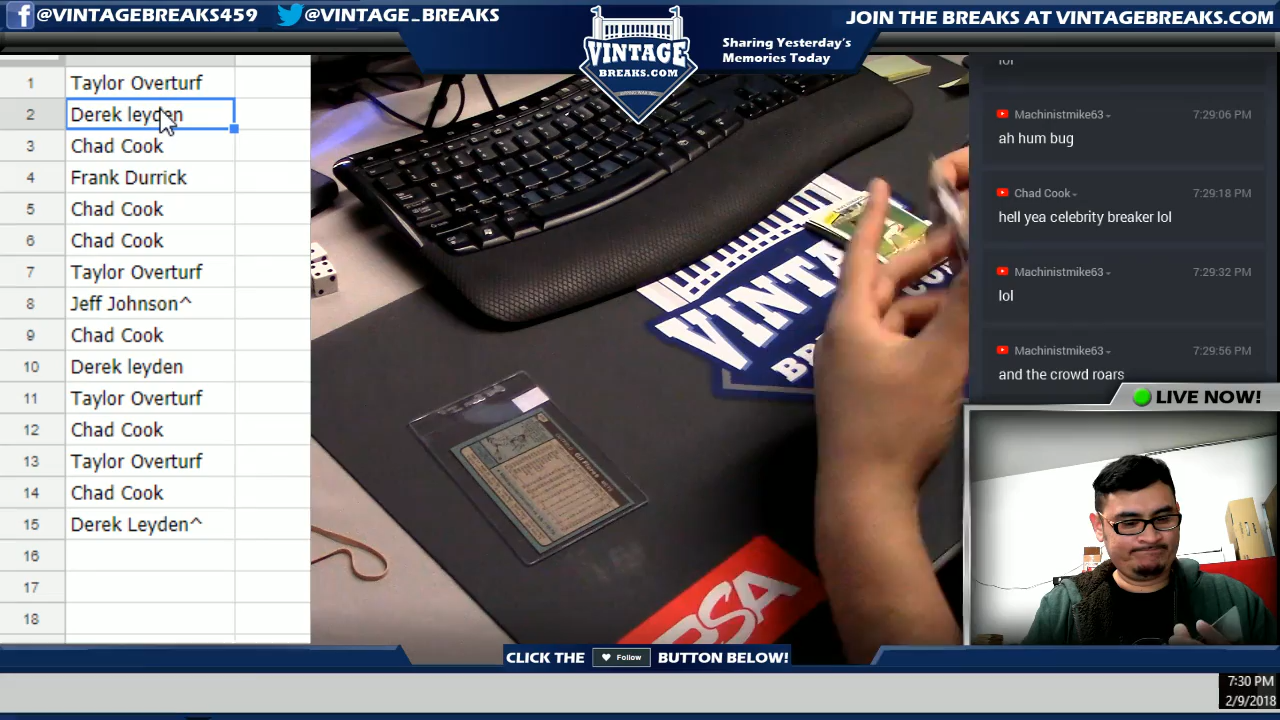 @VINTAGEBREAKS459
@VINTAGE_BREAKS
VINTAGE
BREAKS.COM
Sharing Yesterday's
Memories Today
JOIN THE BREAKS AT VINTAGEBREAKS.COM
1 Taylor Overturf
2 Derek leyden
3 Chad Cook
4 Frank Durrick
5 Chad Cook
6 Chad Cook
7 Taylor Overturf
8 Jeff Johnson^
9 Chad Cook
10 Derek leyden
11 Taylor Overturf
12 Chad Cook
13 Taylor Overturf
14 Chad Cook
15 Derek Leyden^
16
17
18
lol
Machinistmike63 7:29:06 PM
ah hum bug
Chad Cook 7:29:18 PM
hell yea celebrity breaker lol
Machinistmike63 7:29:32 PM
lol
Machinistmike63 7:29:56 PM
and the crowd roars
LIVE NOW!
PSA
CLICK THE Follow BUTTON BELOW!
7:30 PM
2/9/2018